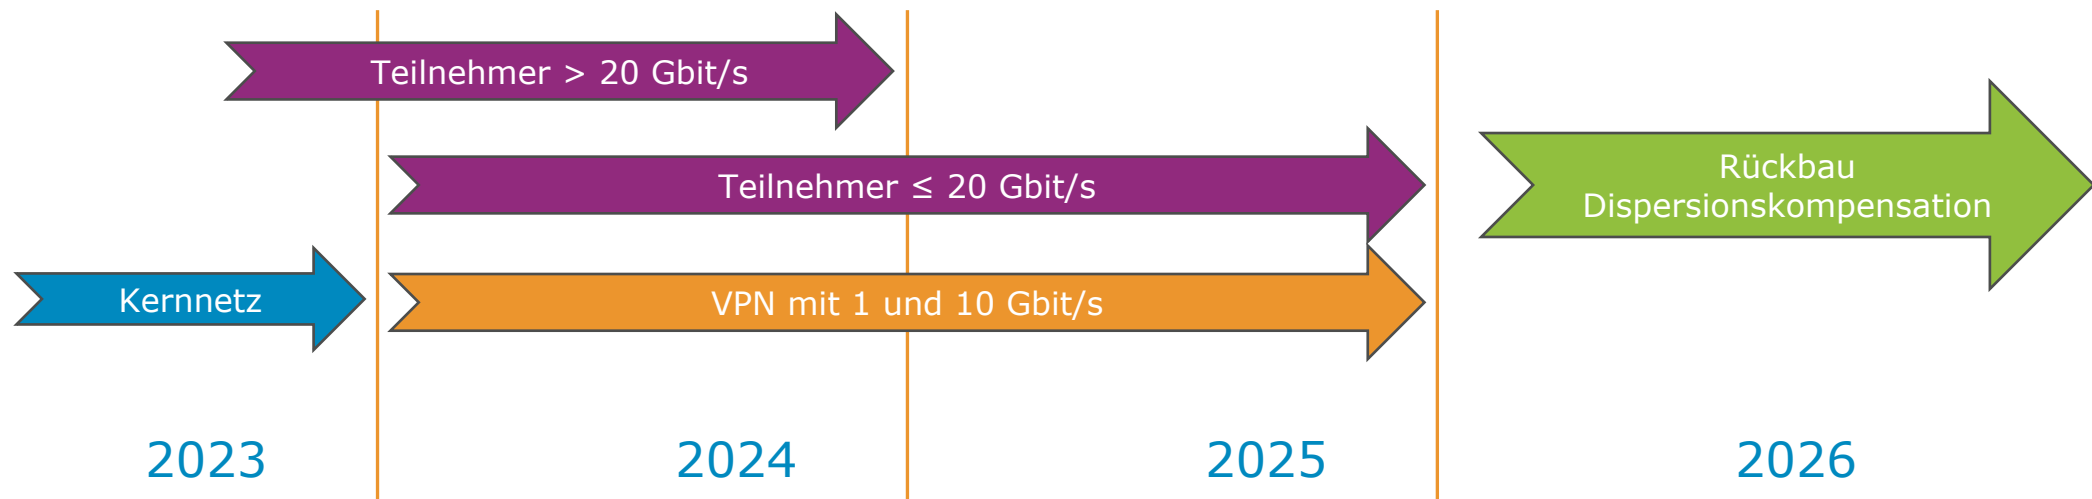 Teilnehmer > 20 Gbit/s
Teilnehmer ≤ 20 Gbit/s
Rückbau
Dispersionskompensation
Kernnetz
VPN mit 1 und 10 Gbit/s
2023
2024
2025
2026